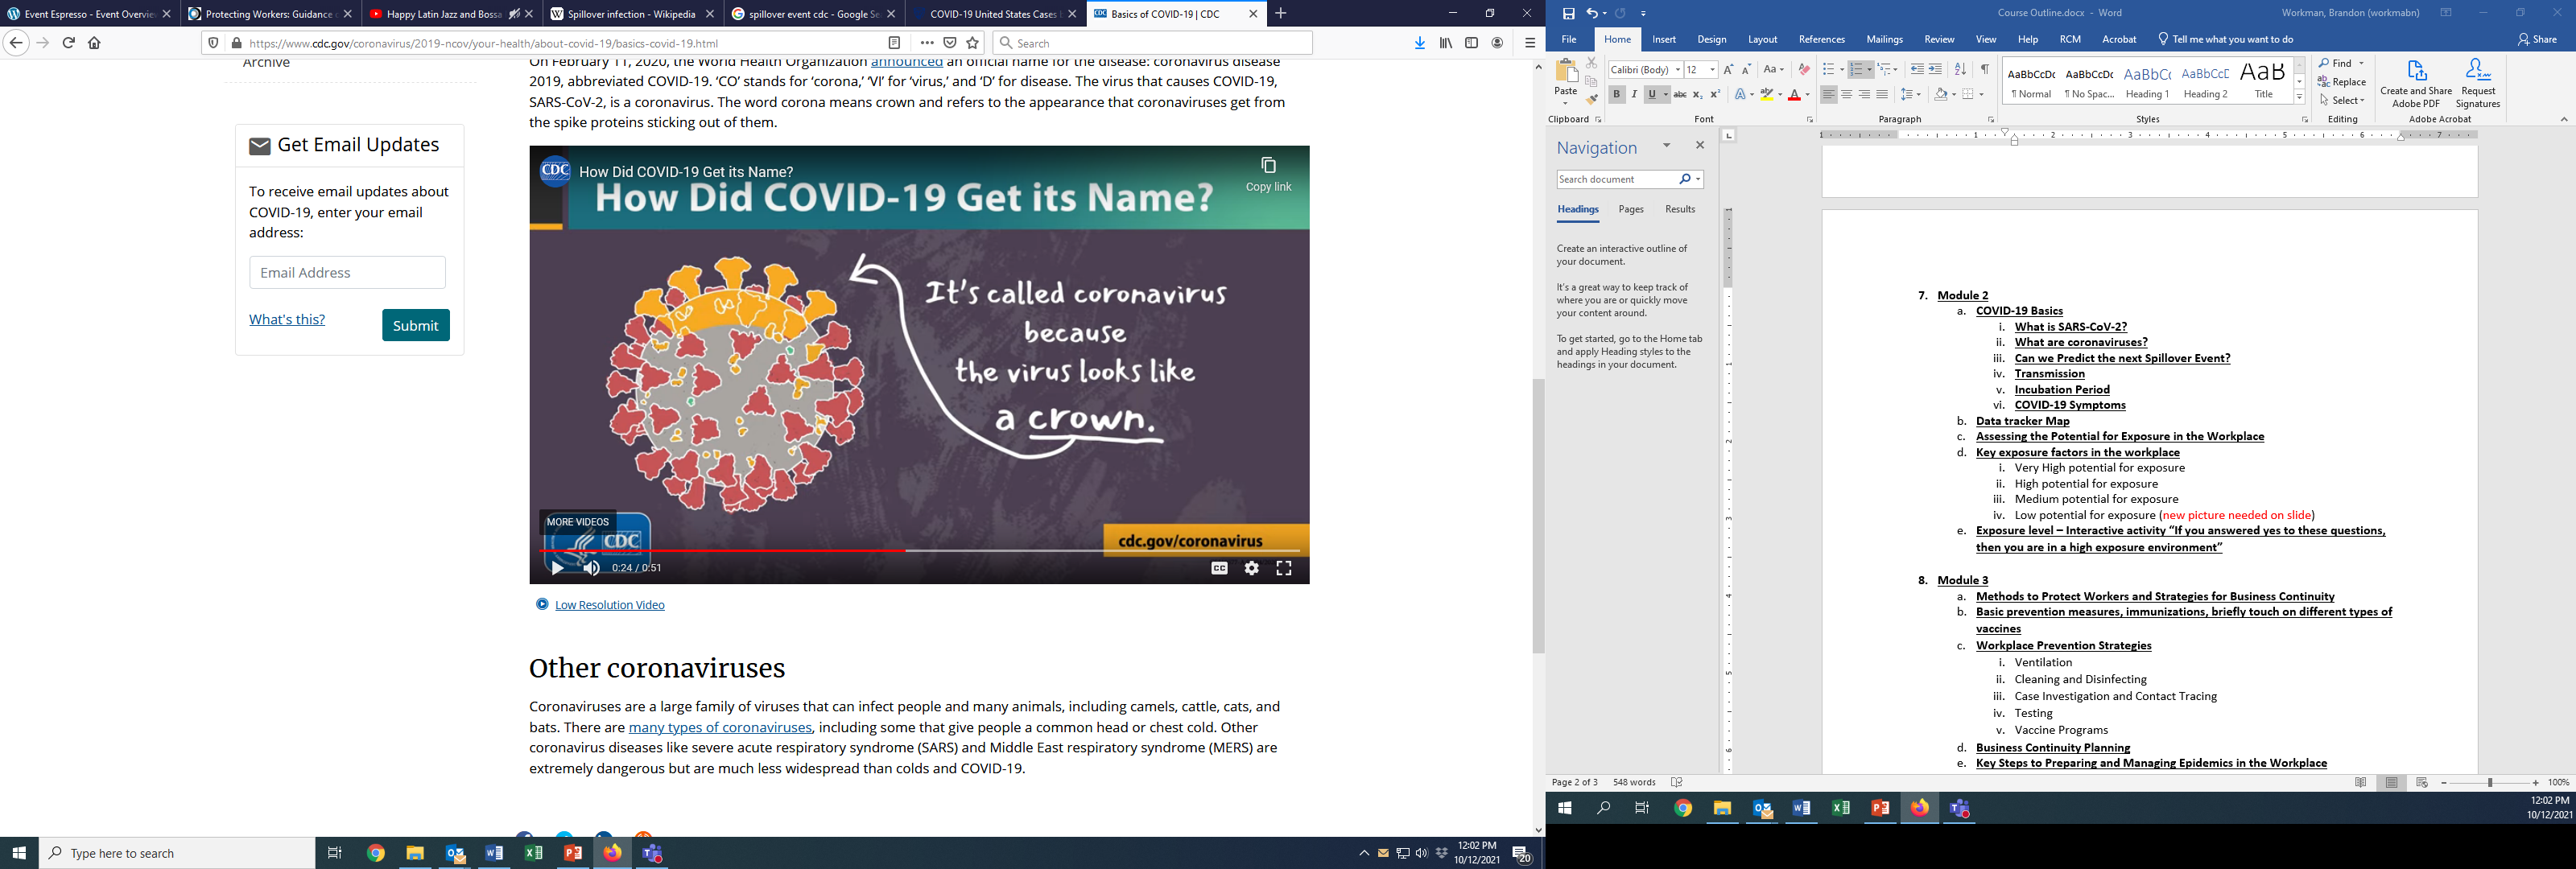 Event Espresso - Event Overvie
Protecting Workers: Guidance
Happy Latin Jazz and Bossa
Spillover infection - Wikipedia
spillover event cdc - Google Se
COVID-19 United States Cases
Basics of COVID-19 | CDC
https://www.cdc.gov/coronavirus/2019-ncov/your-health/about-covid-19/basics-covid-19.html
Search
Archive
Get Email Updates
To receive email updates about
COVID-19, enter your email
address:
Email Address
What's this?
Submit
On February 11, 2020, the World Health Organization announced an official name for the disease: coronavirus disease
2019, abbreviated COVID-19. ‘CO’ stands for ‘corona,’ ‘VI’ for ‘virus,’ and ‘D’ for disease. The virus that causes COVID-19,
SARS-CoV-2, is a coronavirus. The word corona means crown and refers to the appearance that coronaviruses get from
the spike proteins sticking out of them.
CDC
How Did COVID-19 Get its Name?
Copy link
How Did COVID-19 Get its Name?
It's called coronavirus
because
the virus looks like
a crown.
MORE VIDEOS
CDC
cdc.gov/coronavirus
0:24 / 0:51
CC
Low Resolution Video
Other coronaviruses
Coronaviruses are a large family of viruses that can infect people and many animals, including camels, cattle, cats, and
bats. There are many types of coronaviruses, including some that give people a common head or chest cold. Other
coronavirus diseases like severe acute respiratory syndrome (SARS) and Middle East respiratory syndrome (MERS) are
extremely dangerous but are much less widespread than colds and COVID-19.
Type here to search
12:02 PM
10/12/2021
20
Course Outline.docx - Word
Workman, Brandon (workmabn)
File Home Insert Design Layout References Mailings Review View Help RCM Acrobat Tell me what you want to do Share
Paste
Clipboard
Calibri (Body) 12
Font
Paragraph
AaBbCcDc AaBbCcDc AaBbC( AaBbCcE AaB
¶ Normal ¶ No Spac... Heading 1 Heading 2 Title
Styles
Find
Replace
Select
Editing
Create and Share
Adobe PDF
Request
Signatures
Adobe Acrobat
Navigation
Search document
Headings Pages Results
Create an interactive outline of
your document.
It's a great way to keep track of
where you are or quickly move
your content around.
To get started, go to the Home tab
and apply Heading styles to the
headings in your document.
7. Module 2
a. COVID-19 Basics
i. What is SARS-CoV-2?
ii. What are coronaviruses?
iii. Can we Predict the next Spillover Event?
iv. Transmission
v. Incubation Period
vi. COVID-19 Symptoms
b. Data tracker Map
c. Assessing the Potential for Exposure in the Workplace
d. Key exposure factors in the workplace
i. Very High potential for exposure
ii. High potential for exposure
iii. Medium potential for exposure
iv. Low potential for exposure (new picture needed on slide)
e. Exposure level – Interactive activity “If you answered yes to these questions,
then you are in a high exposure environment”
8. Module 3
a. Methods to Protect Workers and Strategies for Business Continuity
b. Basic prevention measures, immunizations, briefly touch on different types of
vaccines
c. Workplace Prevention Strategies
i. Ventilation
ii. Cleaning and Disinfecting
iii. Case Investigation and Contact Tracing
iv. Testing
v. Vaccine Programs
d. Business Continuity Planning
e. Key Steps to Preparing and Managing Epidemics in the Workplace
Page 2 of 3 548 words
100%
12:02 PM
10/12/2021